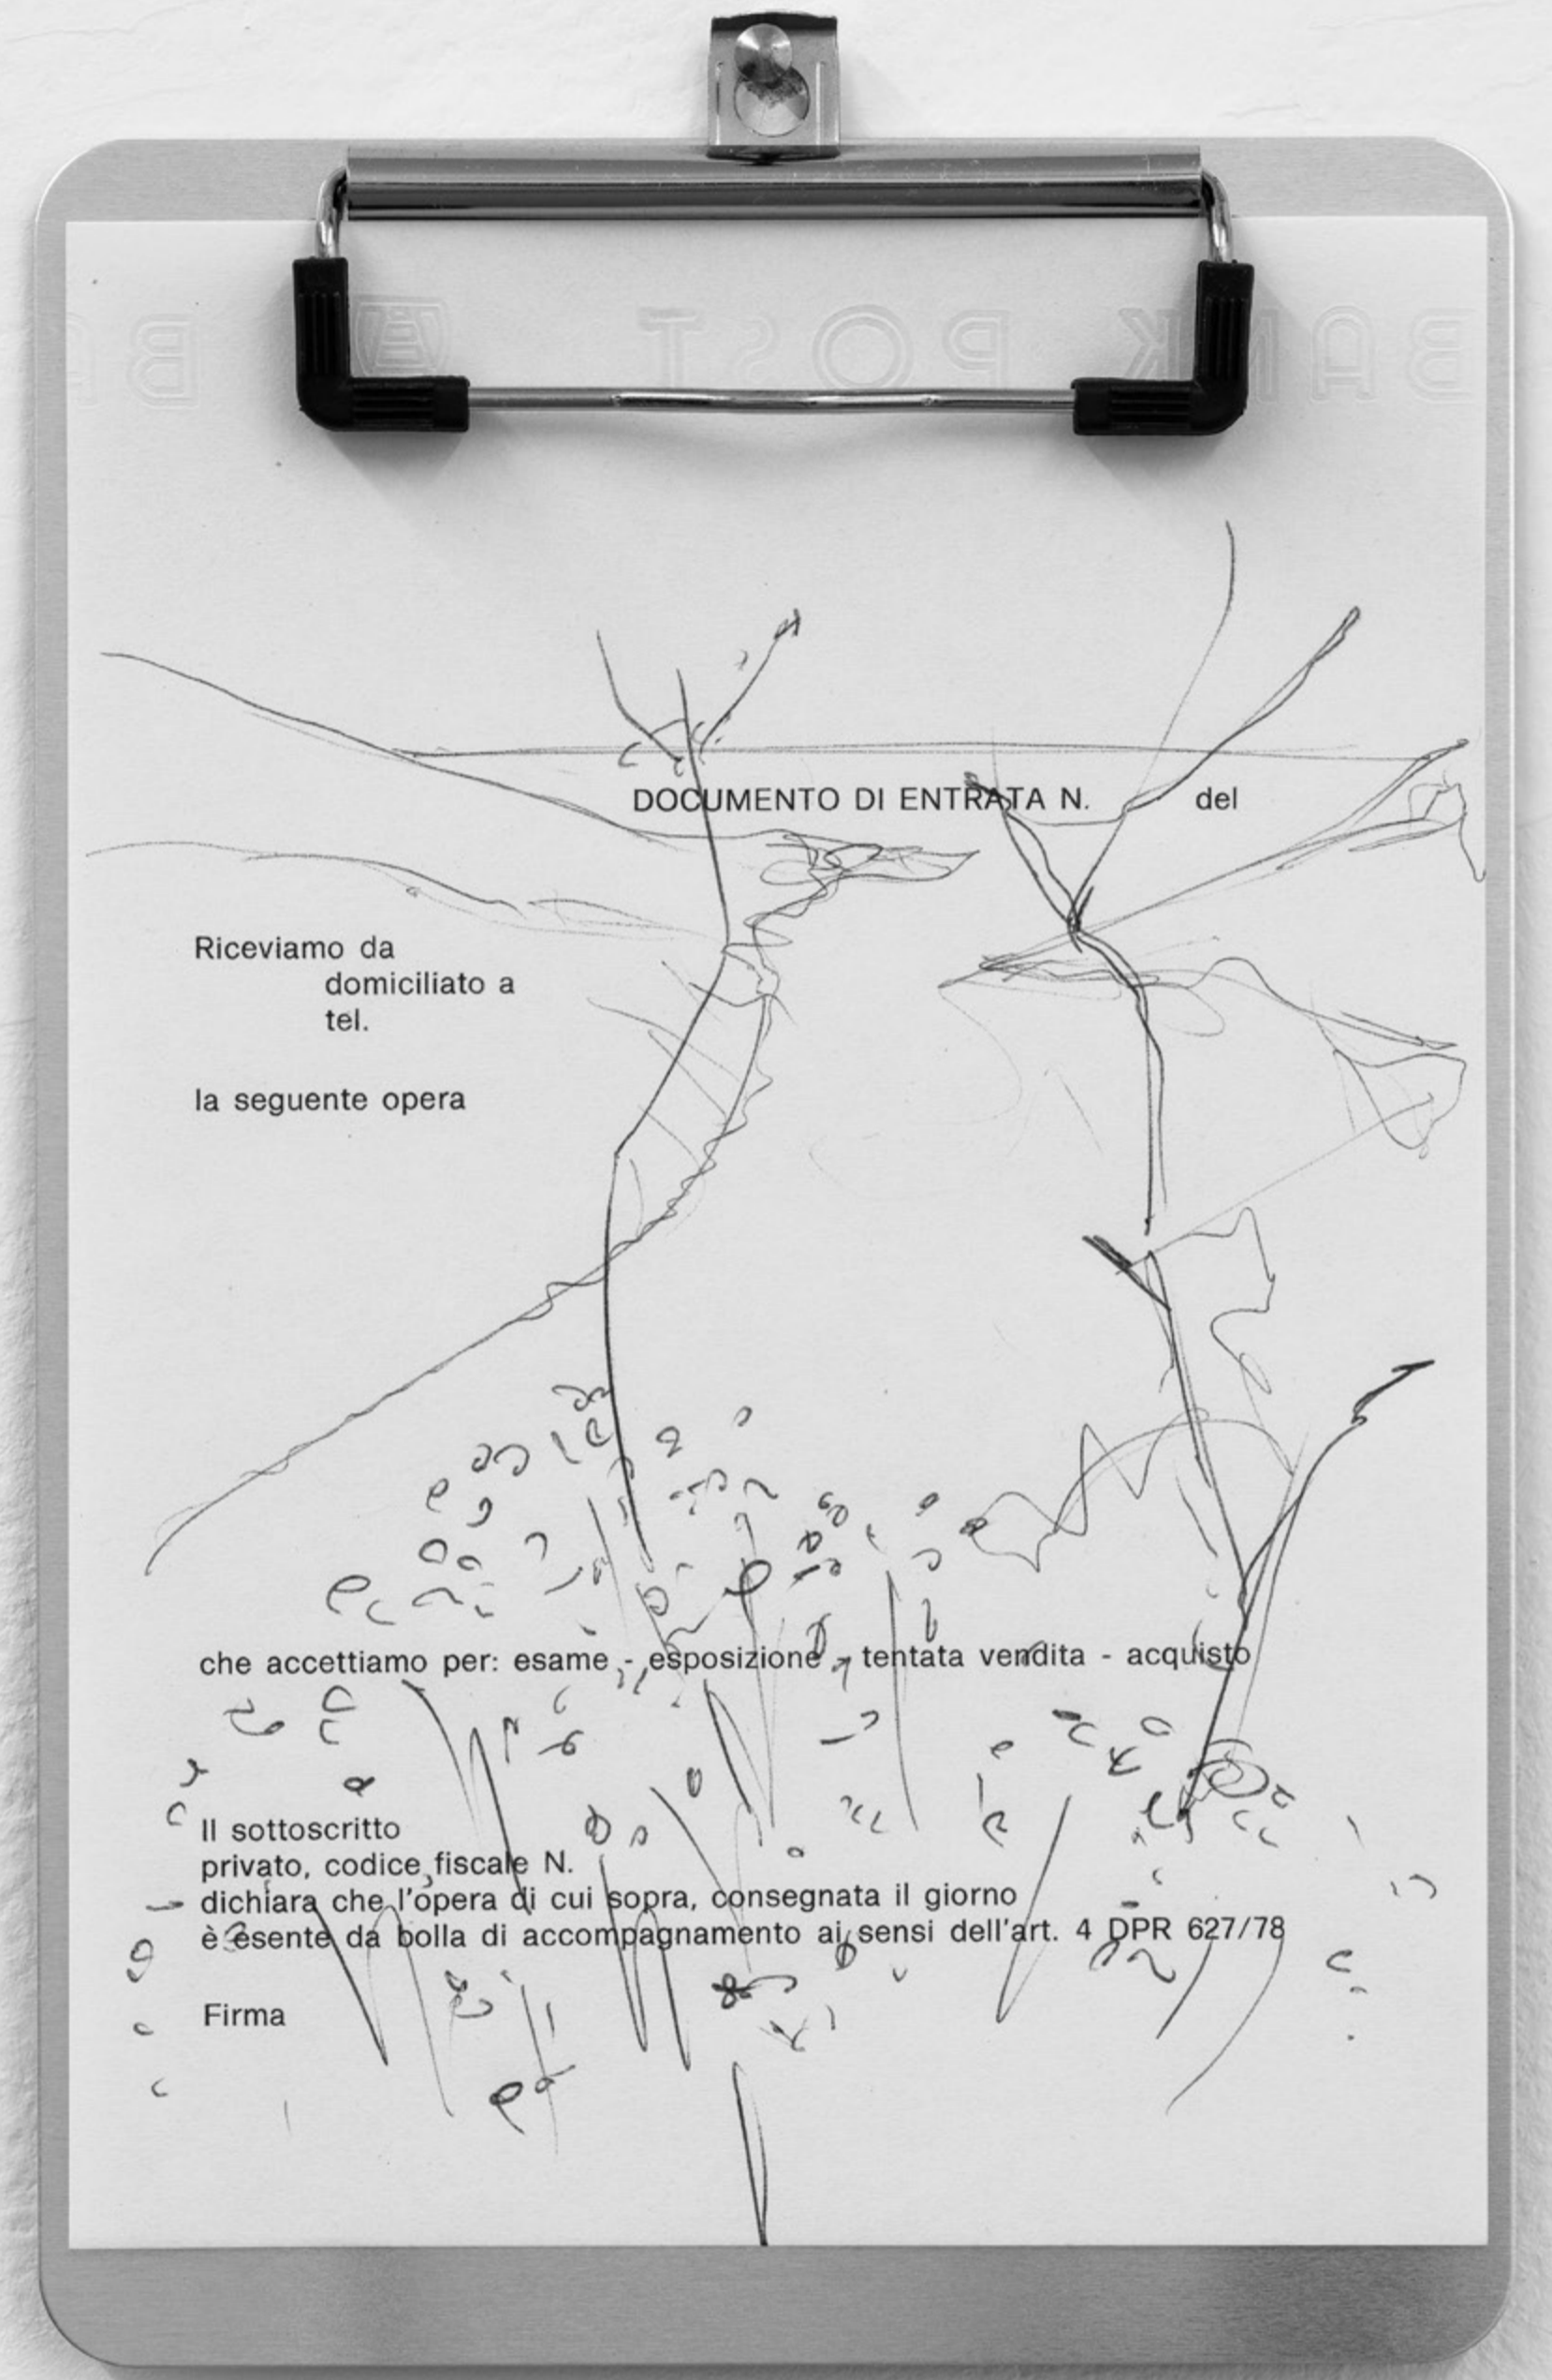 BANK POST BA
DOCUMENTO DI ENTRATA N. del
Riceviamo da
domiciliato a
tel.
la seguente opera
che accettiamo per: esame - esposizione - tentata vendita - acquisto
Il sottoscritto
privato, codice fiscale N.
dichiara che l'opera di cui sopra, consegnata il giorno
è esente da bolla di accompagnamento ai sensi dell'art. 4 DPR 627/78
Firma